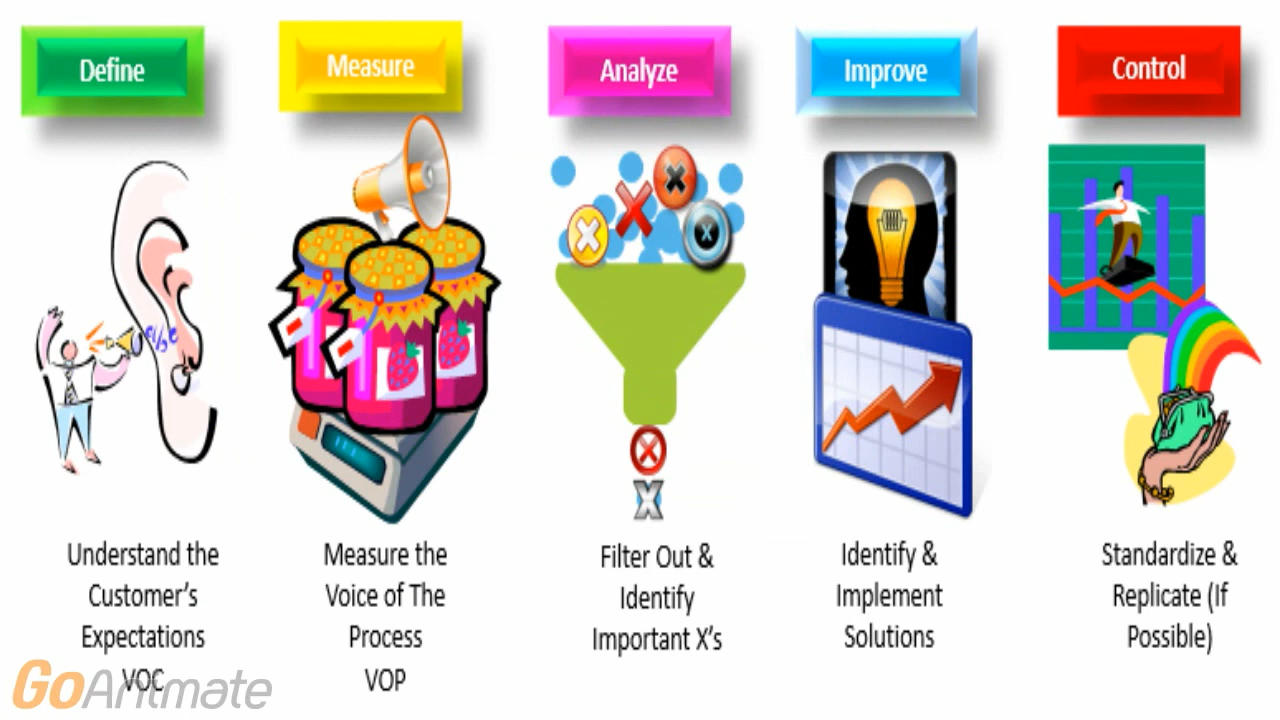 Define
Measure
Analyze
Improve
Control
Understand the
Customer's
Expectations
VOC
Measure the
Voice of The
Process
VOP
Filter Out &
Identify
Important X's
Identify &
Implement
Solutions
Standardize &
Replicate (If
Possible)
GoAnimate